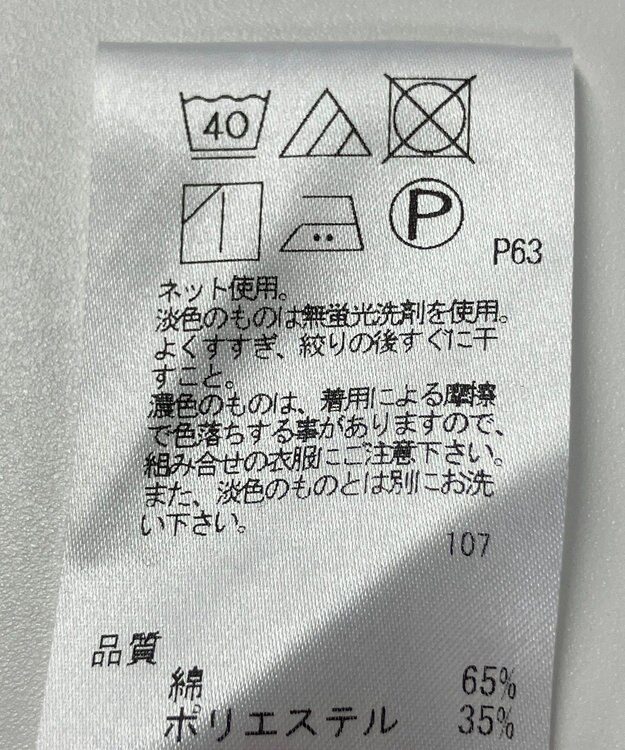 40
P
P63
ネット使用。
淡色のものは無蛍光洗剤を使用。
よくすすぎ、絞りの後すぐに干
すこと。
濃色のものは、着用による摩擦
で色落ちする事がありますので、
組み合せの衣服にご注意下さい。
また、淡色のものとは別にお洗
い下さい。
107
品質
綿 65%
ポリエステル 35%